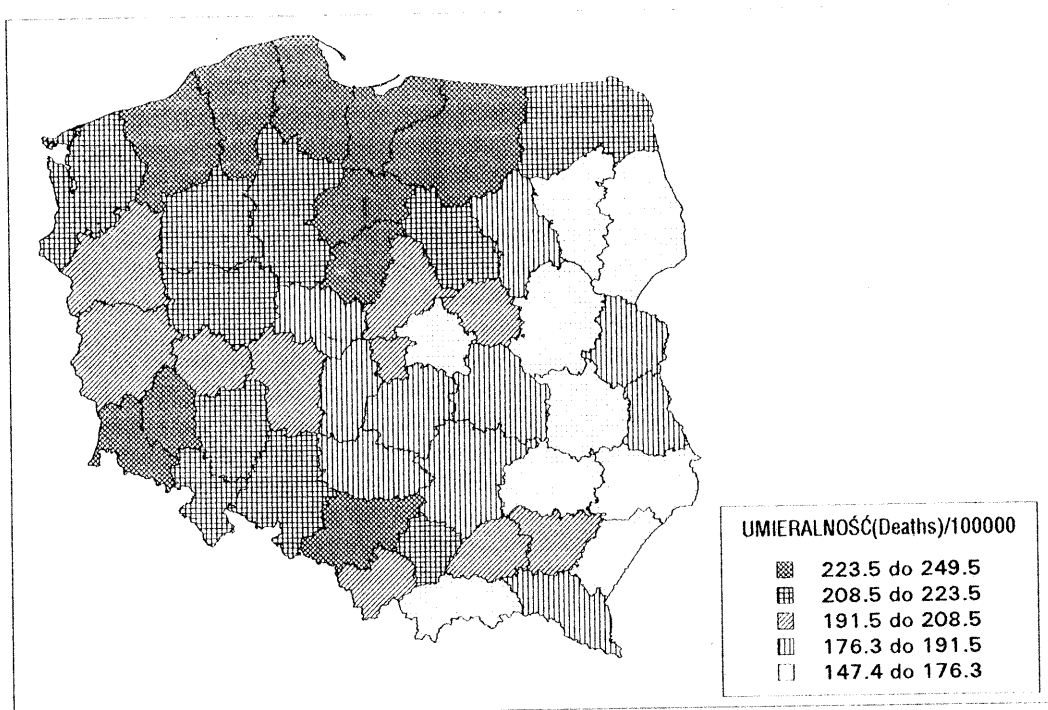 UMIERALNOŚĆ(Deaths)/100000
223.5 do 249.5
208.5 do 223.5
191.5 do 208.5
176.3 do 191.5
147.4 do 176.3